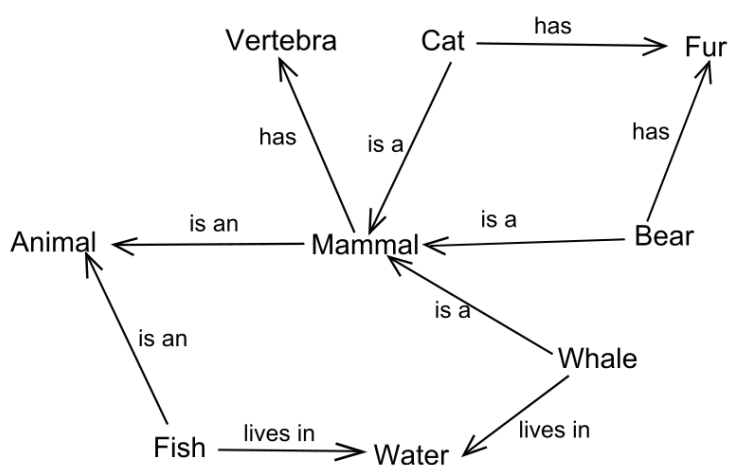 Vertebra
Cat
has
Fur
has
is a
has
Animal
is an
Mammal
is a
Bear
is an
is a
Whale
Fish
lives in
Water
lives in